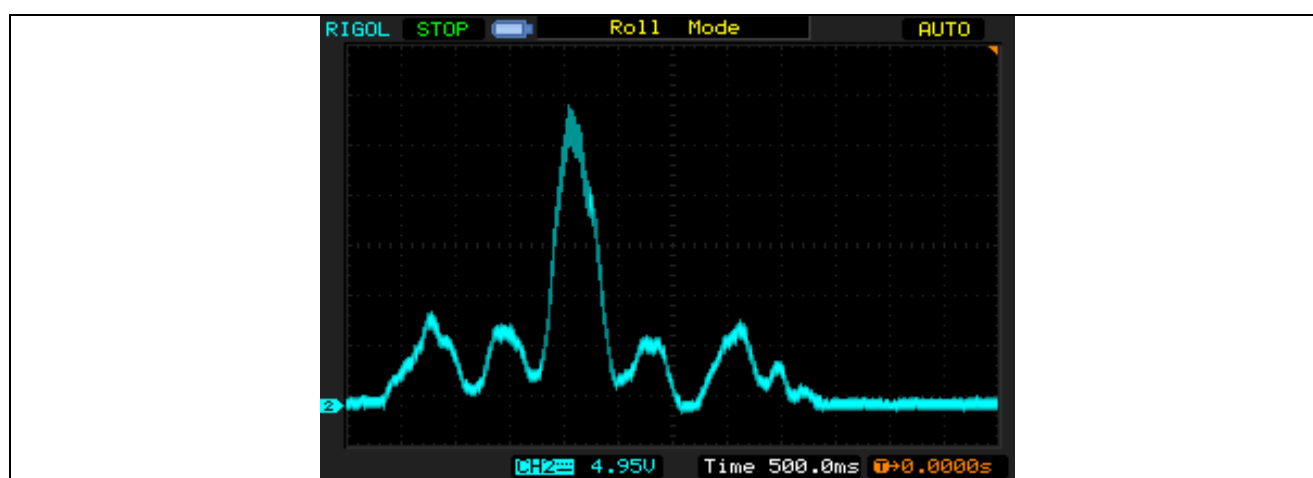 RIGOL STOP Roll Mode AUTO
2
CH2 4.95V Time 500.0ms T→0.0000s